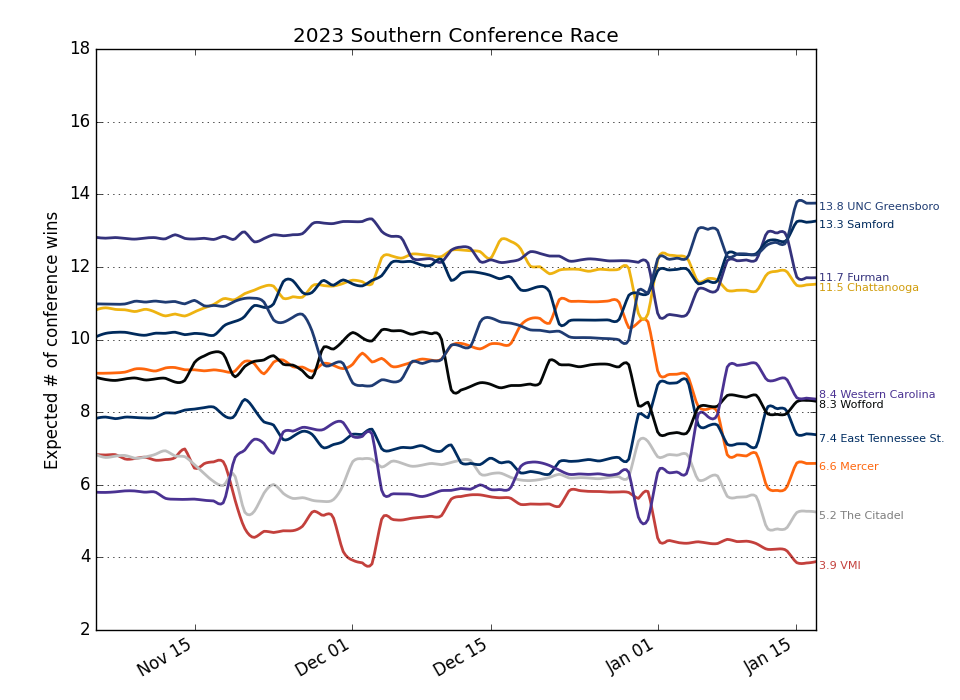 2023 Southern Conference Race
Expected # of conference wins
18
16
14
12
10
8
6
4
2
Nov 15
Dec 01
Dec 15
Jan 01
Jan 15
13.8 UNC Greensboro
13.3 Samford
11.7 Furman
11.5 Chattanooga
8.4 Western Carolina
8.3 Wofford
7.4 East Tennessee St.
6.6 Mercer
5.2 The Citadel
3.9 VMI